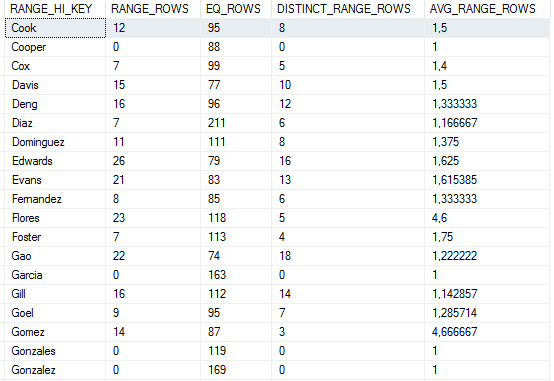 RANGE_HI_KEY RANGE_ROWS EQ_ROWS DISTINCT_RANGE_ROWS AVG_RANGE_ROWS
Cook 12 95 8 1,5
Cooper 0 88 0 1
Cox 7 99 5 1,4
Davis 15 77 10 1,5
Deng 16 96 12 1,333333
Diaz 7 211 6 1,166667
Dominguez 11 111 8 1,375
Edwards 26 79 16 1,625
Evans 21 83 13 1,615385
Fernandez 8 85 6 1,333333
Flores 23 118 5 4,6
Foster 7 113 4 1,75
Gao 22 74 18 1,222222
Garcia 0 163 0 1
Gill 16 112 14 1,142857
Goel 9 95 7 1,285714
Gomez 14 87 3 4,666667
Gonzales 0 119 0 1
Gonzalez 0 169 0 1